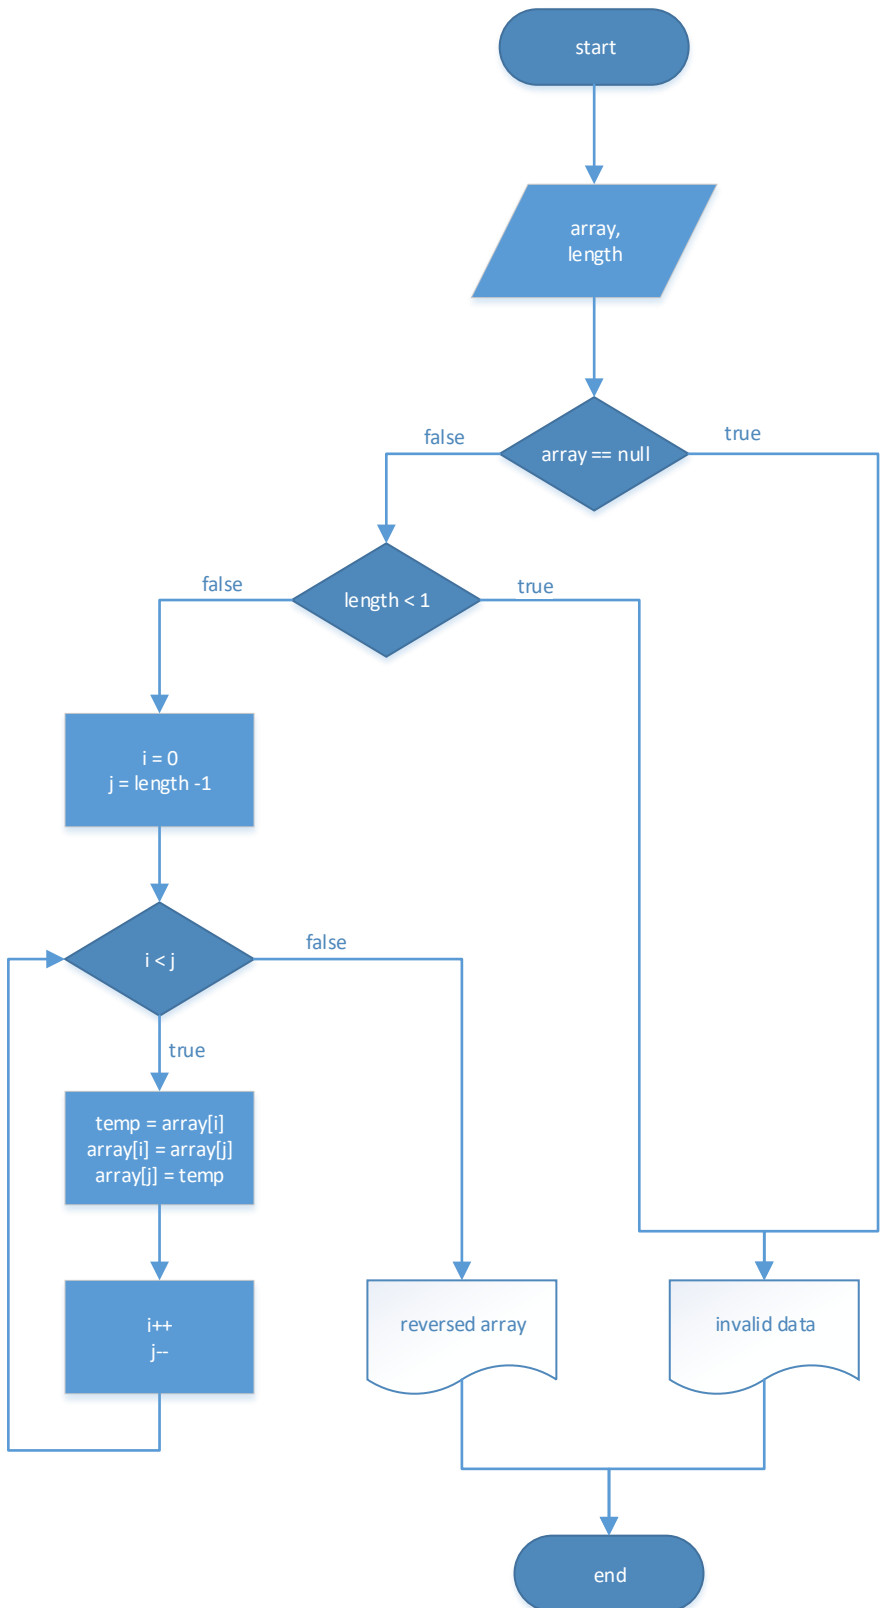 start
array,
length
array == null
false
true
length < 1
false
true
i = 0
j = length -1
i < j
false
true
temp = array[i]
array[i] = array[j]
array[j] = temp
i++
j--
reversed array
invalid data
end